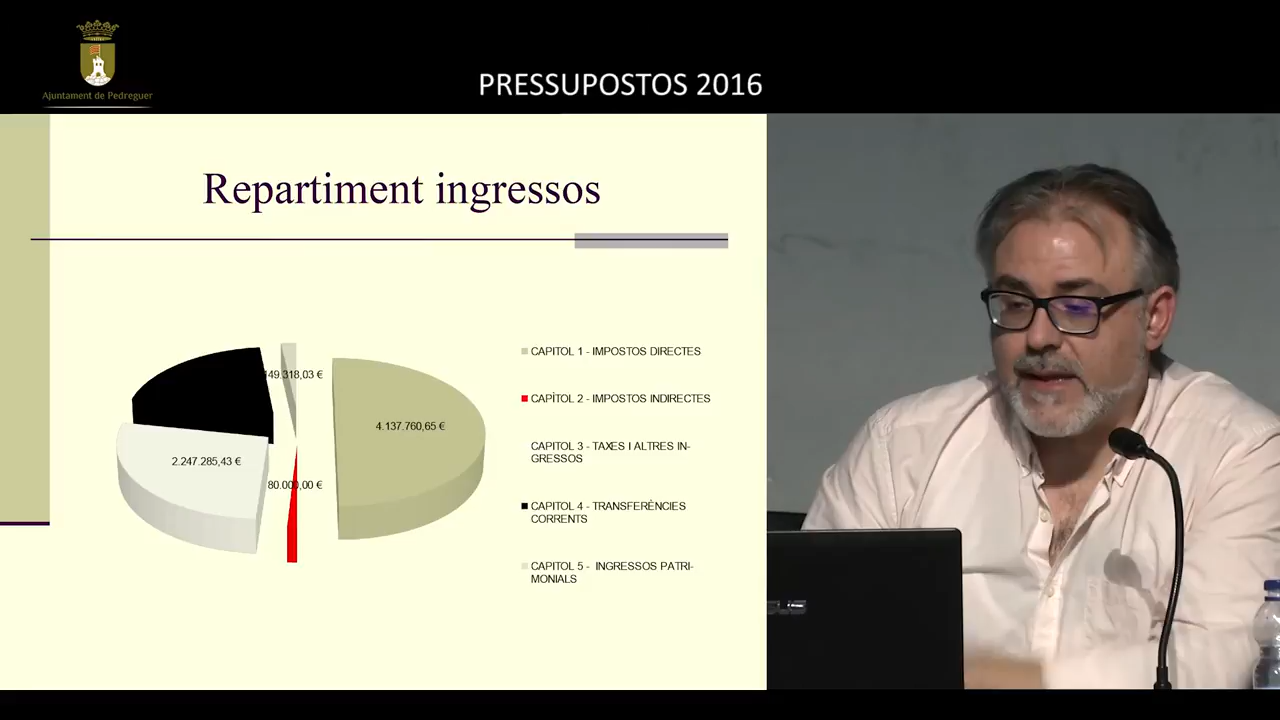 Ajuntament de Pedreguer
PRESSUPOSTOS 2016
Repartiment ingressos
149.318,03 €
4.137.760,65 €
2.247.285,43 €
80.000,00 €
CAPITOL 1 - IMPOSTOS DIRECTES
CAPÍTOL 2 - IMPOSTOS INDIRECTES
CAPITOL 3 - TAXES I ALTRES IN-
GRESSOS
CAPITOL 4 - TRANSFERÈNCIES
CORRENTS
CAPITOL 5 - INGRESSOS PATRI-
MONIALS